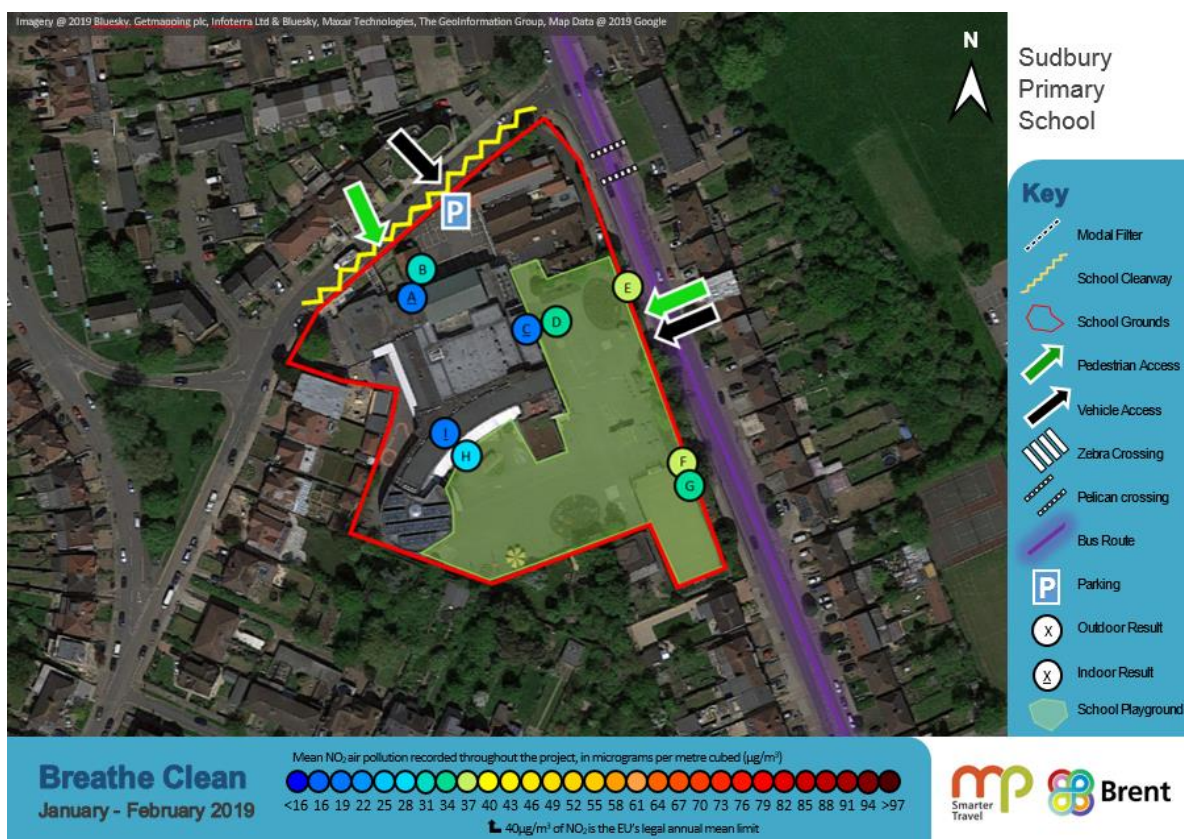 Imagery @ 2019 Bluesky, Getmapping plc, Infoterra Ltd & Bluesky, Maxar Technologies, The GeoInformation Group, Map Data @ 2019 Google
N
Sudbury
Primary
School
P
B
A
C
D
E
I
H
F
G
Key
Modal Filter
School Clearway
School Grounds
Pedestrian Access
Vehicle Access
Zebra Crossing
Pelican crossing
Bus Route
P Parking
X Outdoor Result
X Indoor Result
School Playground
Breathe Clean
January - February 2019
Mean NO₂ air pollution recorded throughout the project, in micrograms per metre cubed (µg/m³)
<16 16 19 22 25 28 31 34 37 40 43 46 49 52 55 58 61 64 67 70 73 76 79 82 85 88 91 94 >97
40µg/m³ of NO₂ is the EU's legal annual mean limit
mp
Smarter
Travel
Brent